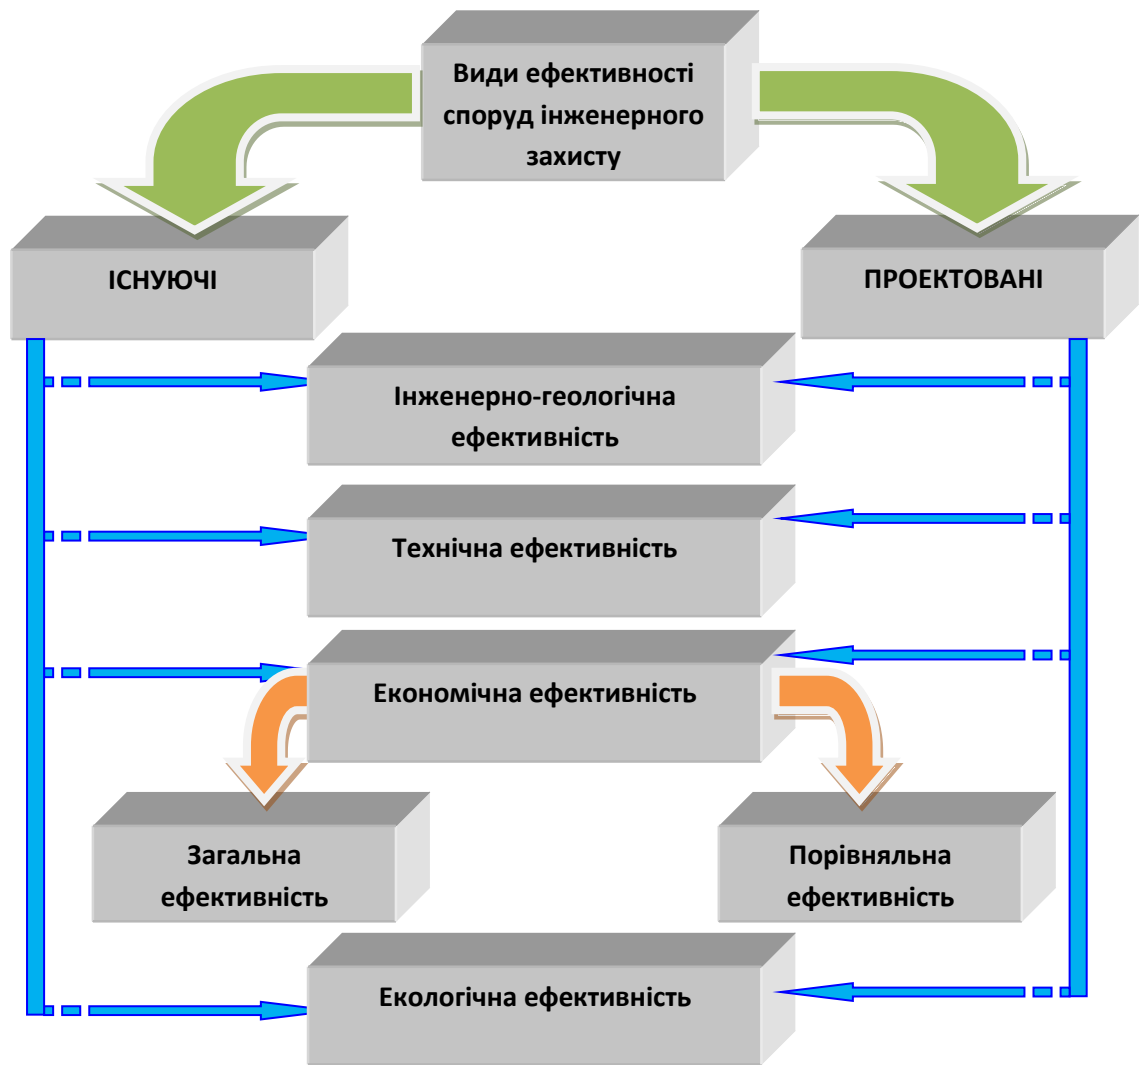 Види ефективності
споруд інженерного
захисту
ІСНУЮЧІ
ПРОЕКТОВАНІ
Інженерно-геологічна
ефективність
Технічна ефективність
Економічна ефективність
Загальна
ефективність
Порівняльна
ефективність
Екологічна ефективність